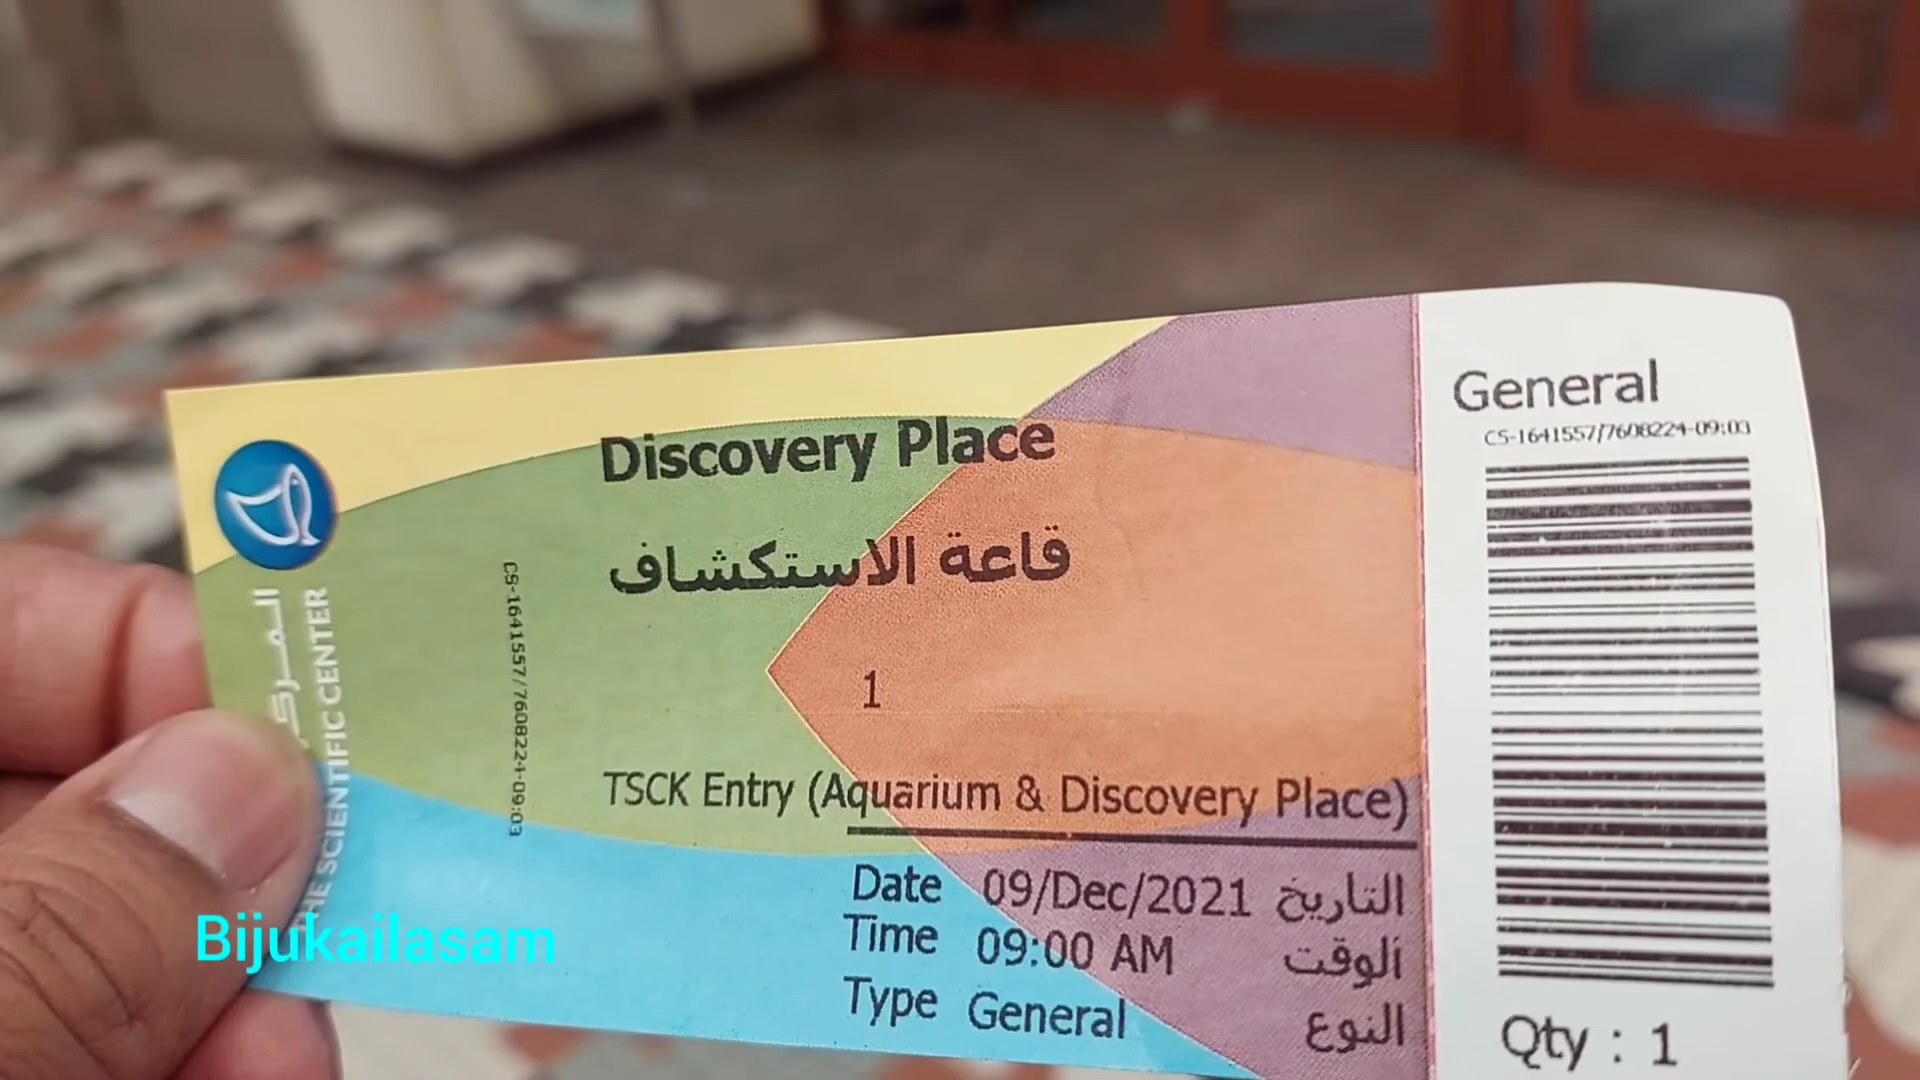 Discovery Place
قاعة الاستكشاف
1
TSCK Entry (Aquarium & Discovery Place)
Date 09/Dec/2021 التاريخ
Time 09:00 AM الوقت
Type General النوع
CS-1641557/7608224-09:03
THE SCIENTIFIC CENTER
General
CS-1641557/7608224-09:03
Qty : 1
Bijukailasam